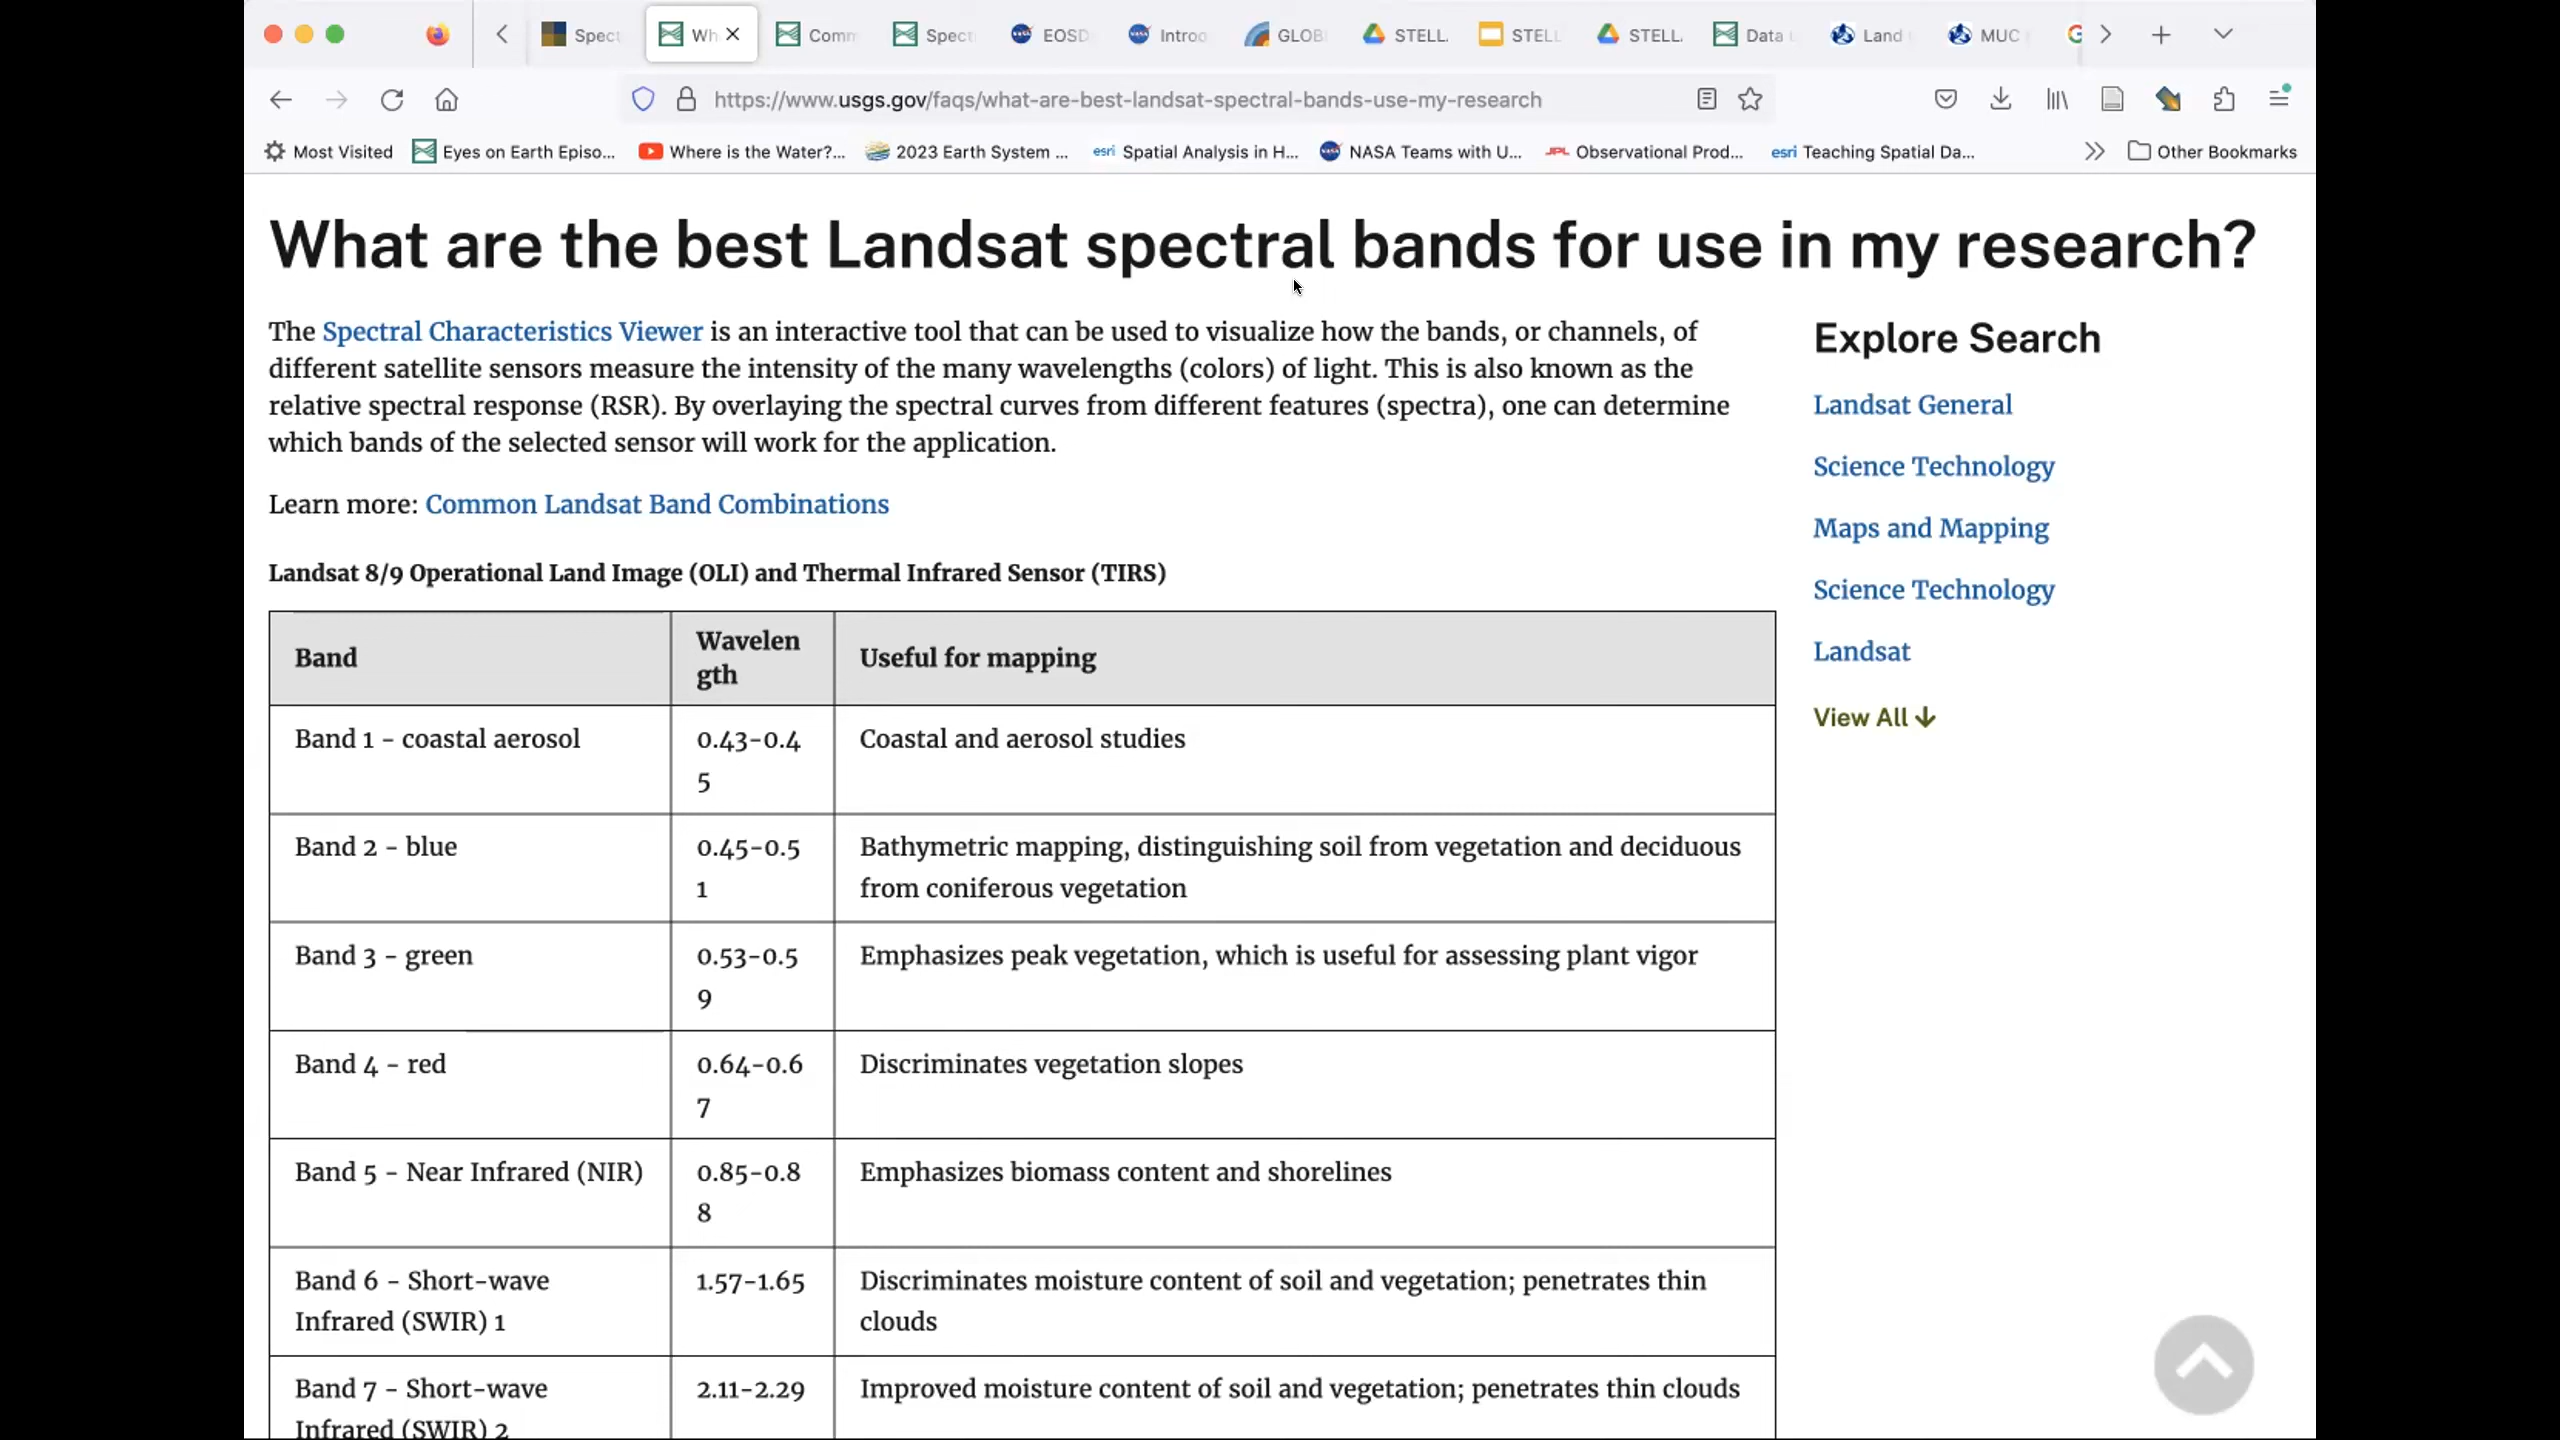 Spect
Wh
Comm
Spect
EOSD
Introd
GLOB
STELL
STELL
STELL
Data
Land
MUC
https://www.usgs.gov/faqs/what-are-best-landsat-spectral-bands-use-my-research
Most Visited
Eyes on Earth Episo...
Where is the Water?...
2023 Earth System ...
esri Spatial Analysis in H...
NASA Teams with U...
JPL Observational Prod...
esri Teaching Spatial Da...
Other Bookmarks
What are the best Landsat spectral bands for use in my research?
The Spectral Characteristics Viewer is an interactive tool that can be used to visualize how the bands, or channels, of
different satellite sensors measure the intensity of the many wavelengths (colors) of light. This is also known as the
relative spectral response (RSR). By overlaying the spectral curves from different features (spectra), one can determine
which bands of the selected sensor will work for the application.
Learn more: Common Landsat Band Combinations
Landsat 8/9 Operational Land Image (OLI) and Thermal Infrared Sensor (TIRS)
Band
Wavelen
gth
Useful for mapping
Band 1 - coastal aerosol
0.43-0.4
5
Coastal and aerosol studies
Band 2 - blue
0.45-0.5
1
Bathymetric mapping, distinguishing soil from vegetation and deciduous
from coniferous vegetation
Band 3 - green
0.53-0.5
9
Emphasizes peak vegetation, which is useful for assessing plant vigor
Band 4 - red
0.64-0.6
7
Discriminates vegetation slopes
Band 5 - Near Infrared (NIR)
0.85-0.8
8
Emphasizes biomass content and shorelines
Band 6 - Short-wave
Infrared (SWIR) 1
1.57-1.65
Discriminates moisture content of soil and vegetation; penetrates thin
clouds
Band 7 - Short-wave
Infrared (SWIR) 2
2.11-2.29
Improved moisture content of soil and vegetation; penetrates thin clouds
Explore Search
Landsat General
Science Technology
Maps and Mapping
Science Technology
Landsat
View All